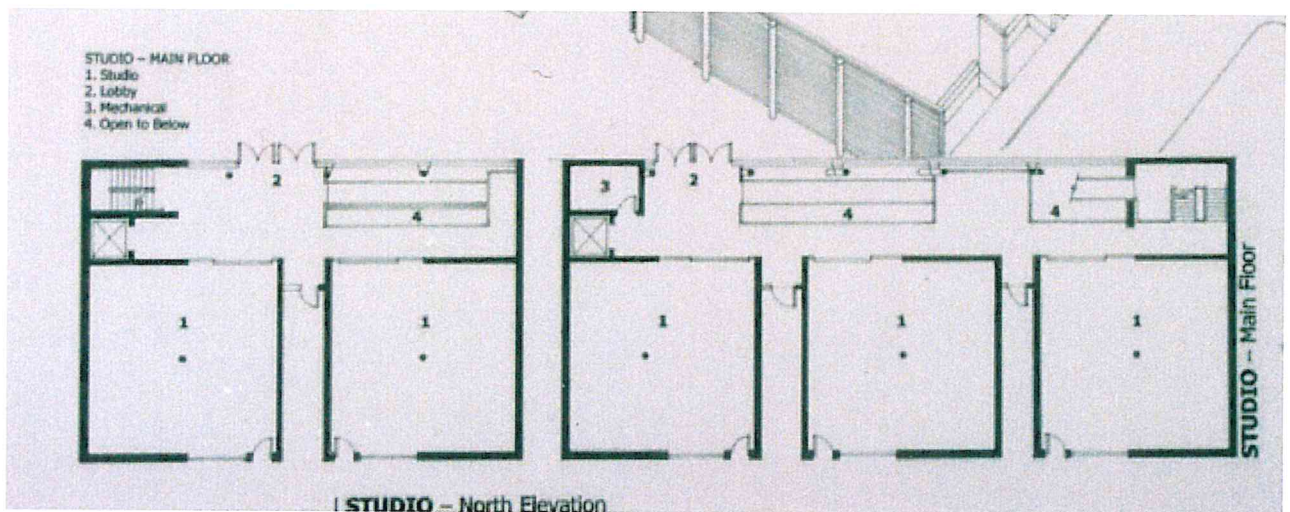 STUDIO – MAIN FLOOR
1. Studio
2. Lobby
3. Mechanical
4. Open to Below
2
4
3
2
4
4
1
1
1
1
1
STUDIO – Main Floor
STUDIO – North Elevation